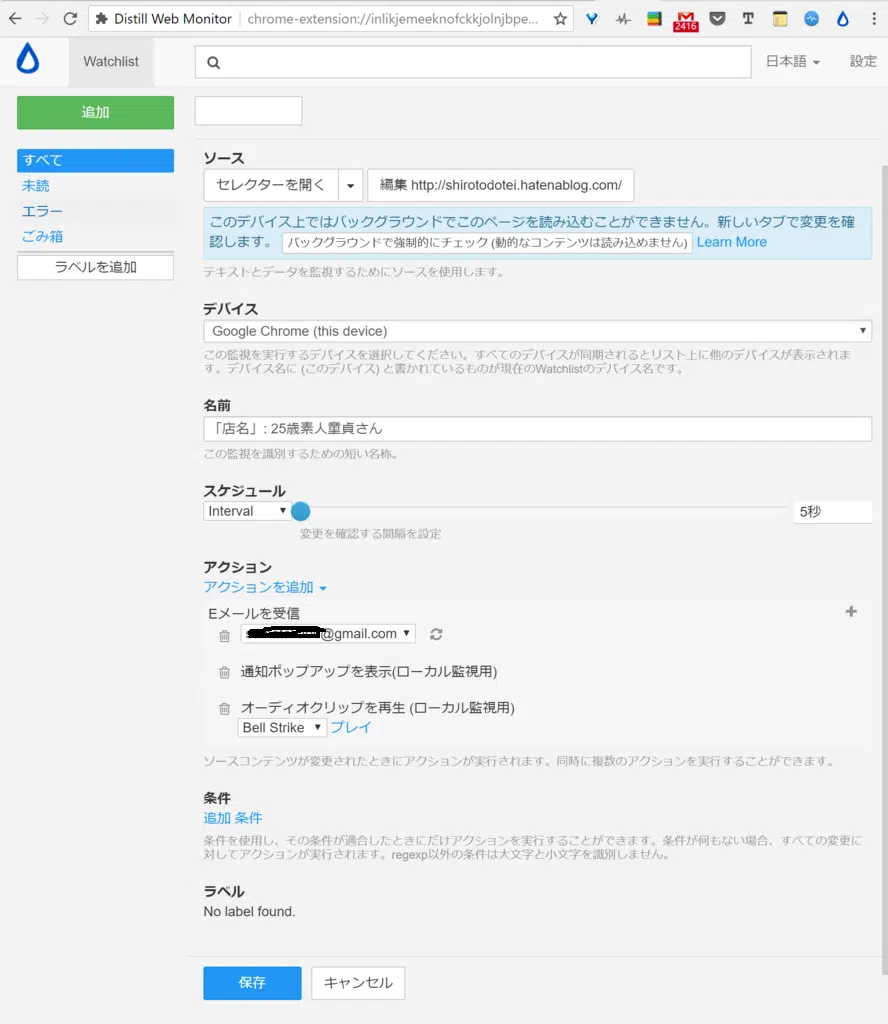 Distill Web Monitor
chrome-extension://inlikjemeeknofckkjolnjbpe...
2416
T
Watchlist
日本語
設定
追加
すべて
未読
エラー
ごみ箱
ラベルを追加
ソース
セレクターを開く
編集 http://shirotodotei.hatenablog.com/
このデバイス上ではバックグラウンドでこのページを読み込むことができません。新しいタブで変更を確
認します。 バックグラウンドで強制的にチェック (動的なコンテンツは読み込めません) Learn More
テキストとデータを監視するためにソースを使用します。
デバイス
Google Chrome (this device)
この監視を実行するデバイスを選択してください。すべてのデバイスが同期されるとリスト上に他のデバイスが表示されま
す。デバイス名に (このデバイス) と書かれているものが現在のWatchlistのデバイス名です。
名前
「店名」: 25歳素人童貞さん
この監視を識別するための短い名称。
スケジュール
Interval
5秒
変更を確認する間隔を設定
アクション
アクションを追加
Eメールを受信
@gmail.com
通知ポップアップを表示(ローカル監視用)
オーディオクリップを再生 (ローカル監視用)
Bell Strike プレイ
ソースコンテンツが変更されたときにアクションが実行されます。同時に複数のアクションを実行することができます。
条件
追加 条件
条件を使用し、その条件が適合したときにだけアクションを実行することができます。条件が何もない場合、すべての変更に
対してアクションが実行されます。regexp以外の条件は大文字と小文字を識別しません。
ラベル
No label found.
保存
キャンセル